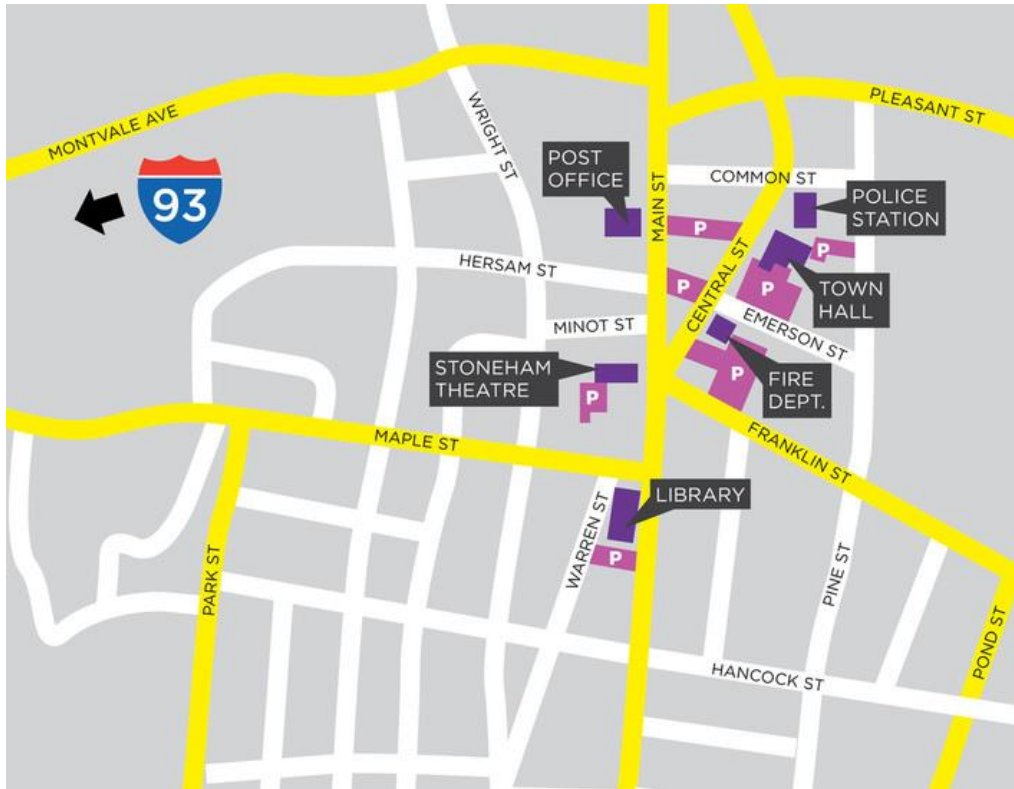 MONTVALE AVE
93
WRIGHT ST
POST
OFFICE
MAIN ST
PLEASANT ST
COMMON ST
POLICE
STATION
P
P
HERSAM ST
P
CENTRAL ST
P
TOWN
HALL
MINOT ST
EMERSON ST
STONEHAM
THEATRE
P
P
FIRE
DEPT.
MAPLE ST
FRANKLIN ST
LIBRARY
WARREN ST
P
PARK ST
PINE ST
POND ST
HANCOCK ST